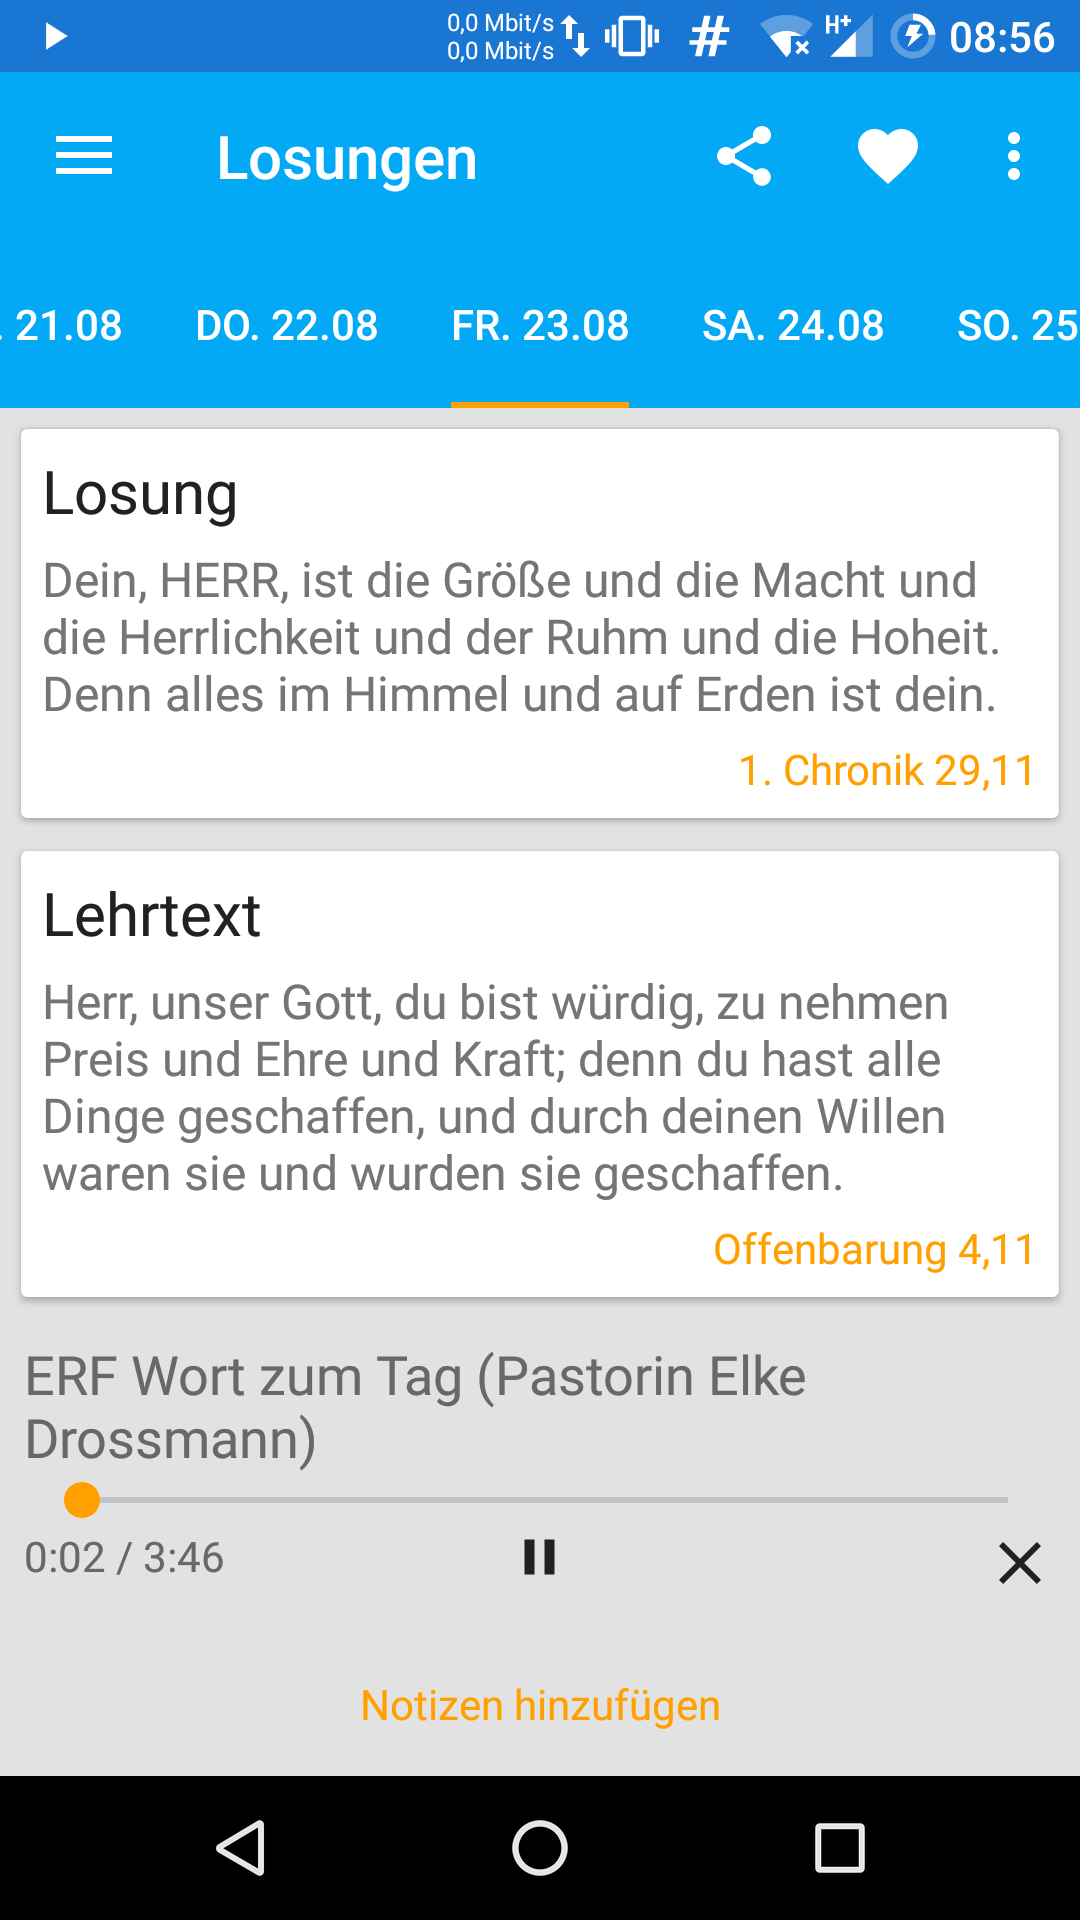 0,0 Mbit/s
0,0 Mbit/s
H+
08:56
Losungen
. 21.08 DO. 22.08 FR. 23.08 SA. 24.08 SO. 25
Losung
Dein, HERR, ist die Größe und die Macht und
die Herrlichkeit und der Ruhm und die Hoheit.
Denn alles im Himmel und auf Erden ist dein.
1. Chronik 29,11
Lehrtext
Herr, unser Gott, du bist würdig, zu nehmen
Preis und Ehre und Kraft; denn du hast alle
Dinge geschaffen, und durch deinen Willen
waren sie und wurden sie geschaffen.
Offenbarung 4,11
ERF Wort zum Tag (Pastorin Elke
Drossmann)
0:02 / 3:46
Notizen hinzufügen